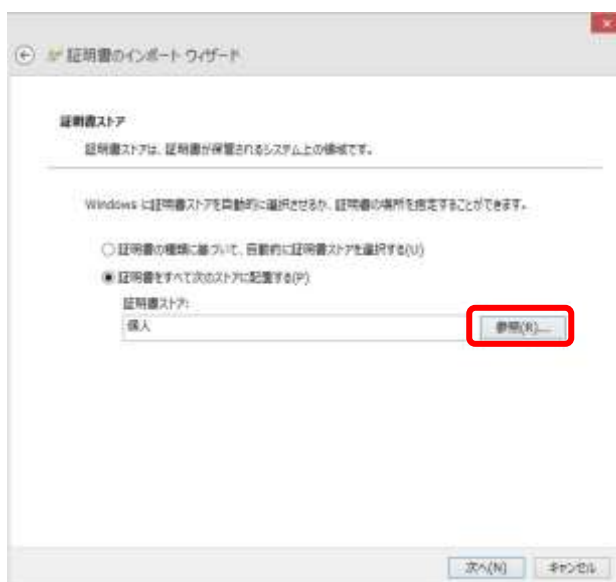 証明書のインポート ウィザード
証明書ストア
証明書ストアは、証明書が保管されるシステム上の領域です。
Windows に証明書ストアを自動的に選択させるか、証明書の場所を指定することができます。
証明書の種類に基づいて、自動的に証明書ストアを選択する(U)
証明書をすべて次のストアに配置する(P)
証明書ストア:
個人
参照(R)...
次へ(N)
キャンセル